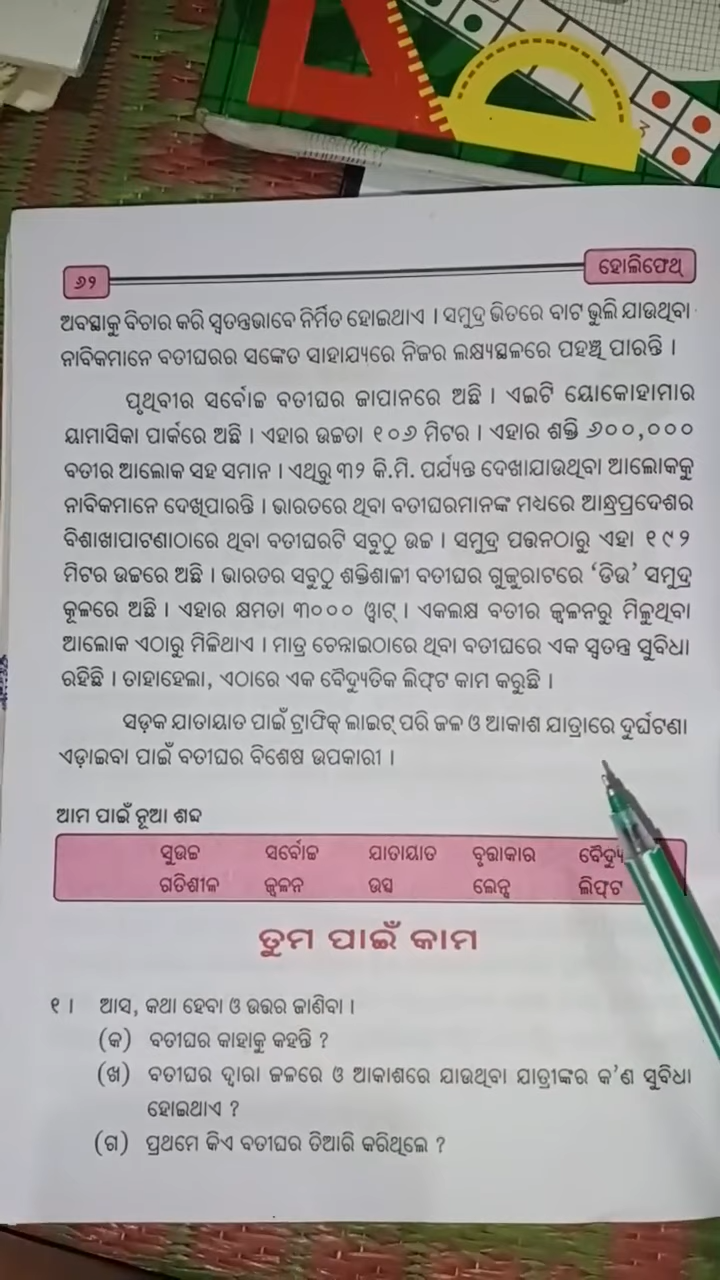 ୬୨
ହୋଲିଫେଥ୍
ଅବସ୍ଥାକୁ ବିଚାର କରି ସ୍ୱତନ୍ତ୍ରଭାବେ ନିର୍ମିତ ହୋଇଥାଏ । ସମୁଦ୍ର ଭିତରେ ବାଟ ଭୁଲି ଯାଉଥିବା
ନାବିକମାନେ ବତୀଘରର ସଙ୍କେତ ସାହାଯ୍ୟରେ ନିଜର ଲକ୍ଷ୍ୟସ୍ଥଳରେ ପହଞ୍ଚି ପାରନ୍ତି ।
ପୃଥିବୀର ସର୍ବୋଚ୍ଚ ବତୀଘର ଜାପାନରେ ଅଛି । ଏଇଟି ୟୋକୋହାମାର
ୟାମାସିକା ପାର୍କରେ ଅଛି । ଏହାର ଉଚ୍ଚତା ୧୦୬ ମିଟର । ଏହାର ଶକ୍ତି ୬୦୦,୦୦୦
ବତୀର ଆଲୋକ ସହ ସମାନ । ଏଥିରୁ ୩୨ କି.ମି. ପର୍ଯ୍ୟନ୍ତ ଦେଖାଯାଉଥିବା ଆଲୋକକୁ
ନାବିକମାନେ ଦେଖିପାରନ୍ତି । ଭାରତରେ ଥିବା ବତୀଘରମାନଙ୍କ ମଧ୍ୟରେ ଆନ୍ଧ୍ରପ୍ରଦେଶର
ବିଶାଖାପାଟଣାଠାରେ ଥିବା ବତୀଘରଟି ସବୁଠୁ ଉଚ୍ଚ । ସମୁଦ୍ର ପତ୍ତନଠାରୁ ଏହା ୧୯୨
ମିଟର ଉଚ୍ଚରେ ଅଛି । ଭାରତର ସବୁଠୁ ଶକ୍ତିଶାଳୀ ବତୀଘର ଗୁଜୁରାଟରେ ‘ଡିଉ’ ସମୁଦ୍ର
କୂଳରେ ଅଛି । ଏହାର କ୍ଷମତା ୩୦୦୦ ୱାଟ୍ । ଏକଲକ୍ଷ ବତୀର ଜ୍ୱଳନରୁ ମିଳୁଥିବା
ଆଲୋକ ଏଠାରୁ ମିଳିଥାଏ । ମାତ୍ର ଚେନ୍ନାଇଠାରେ ଥିବା ବତୀଘରେ ଏକ ସ୍ୱତନ୍ତ୍ର ସୁବିଧା
ରହିଛି । ତାହାହେଲା, ଏଠାରେ ଏକ ବୈଦ୍ୟୁତିକ ଲିଫ୍ଟ କାମ କରୁଛି ।
ସଡ଼କ ଯାତାୟାତ ପାଇଁ ଟ୍ରାଫିକ୍ ଲାଇଟ୍ ପରି ଜଳ ଓ ଆକାଶ ଯାତ୍ରାରେ ଦୁର୍ଘଟଣା
ଏଡ଼ାଇବା ପାଇଁ ବତୀଘର ବିଶେଷ ଉପକାରୀ ।
ଆମ ପାଇଁ ନୂଆ ଶବ୍ଦ
ସୁଉଚ୍ଚ ସର୍ବୋଚ୍ଚ ଯାତାୟାତ ବୃତ୍ତାକାର
ଗତିଶୀଳ ଜ୍ୱଳନ ଉତ୍ସ ଲେନ୍ସ ଲିଫ୍ଟ
ତୁମ ପାଇଁ କାମ
୧ । ଆସ, କଥା ହେବା ଓ ଉତ୍ତର ଜାଣିବା ।
(କ) ବତୀଘର କାହାକୁ କହନ୍ତି ?
(ଖ) ବତୀଘର ଦ୍ୱାରା ଜଳରେ ଓ ଆକାଶରେ ଯାଉଥିବା ଯାତ୍ରୀଙ୍କର କ’ଣ ସୁବିଧା
ହୋଇଥାଏ ?
(ଗ) ପ୍ରଥମେ କିଏ ବତୀଘର ତିଆରି କରିଥିଲେ ?